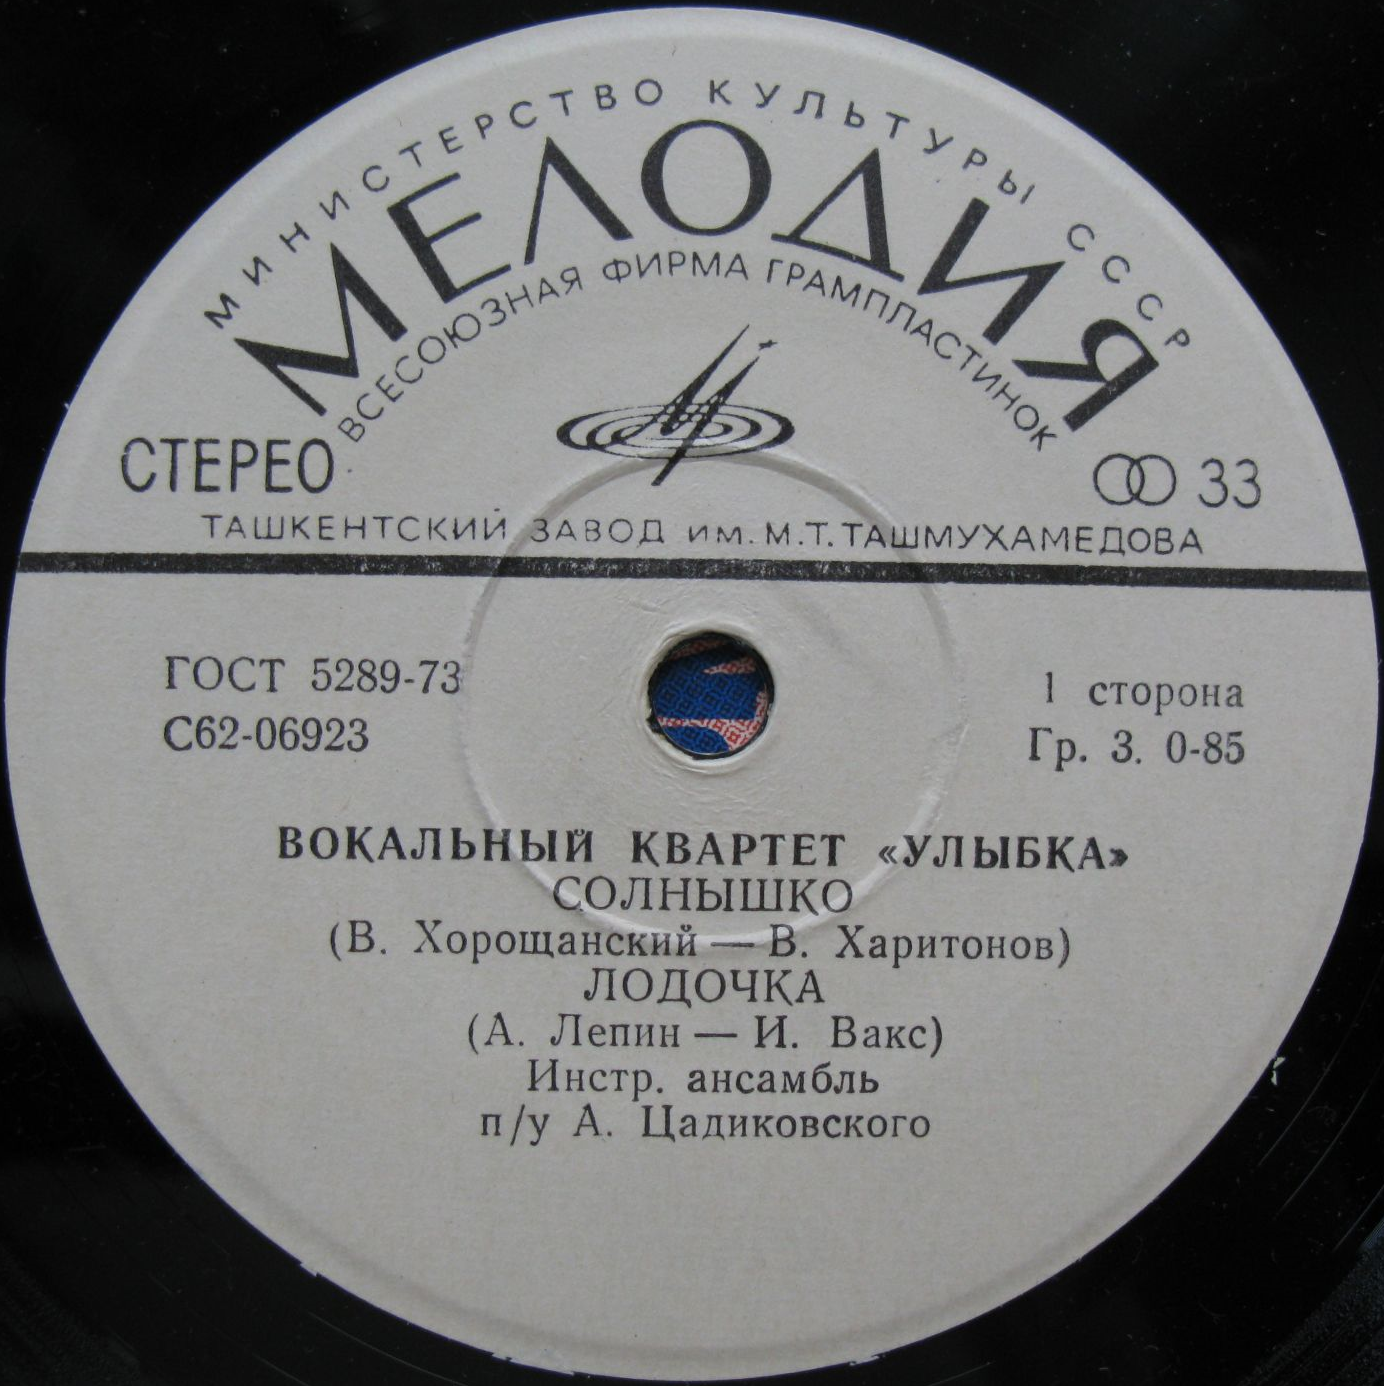 МИНИСТЕРСТВО КУЛЬТУРЫ СССР
МЕЛОДИЯ
ВСЕСОЮЗНАЯ ФИРМА ГРАМПЛАСТИНОК
СТЕРЕО
33
ТАШКЕНТСКИЙ ЗАВОД им. М.Т. ТАШМУХАМЕДОВА
ГОСТ 5289-73
1 сторона
С62-06923
Гр. 3. 0-85
ВОКАЛЬНЫЙ КВАРТЕТ «УЛЫБКА»
СОЛНЫШКО
(В. Хорощанский — В. Харитонов)
ЛОДОЧКА
(А. Лепин — И. Вакс)
Инстр. ансамбль
п/у А. Цадиковского